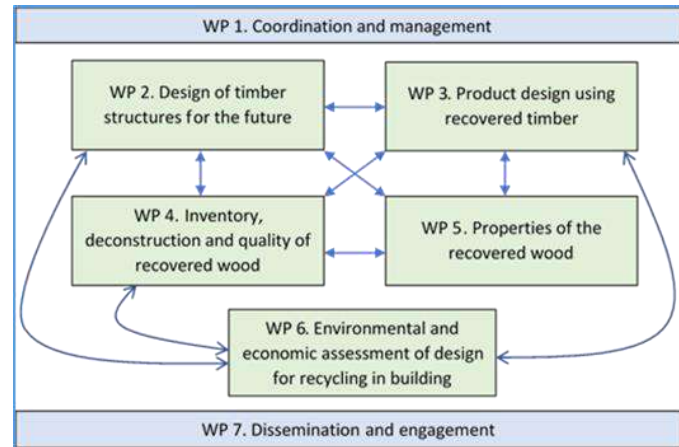 WP 1. Coordination and management
WP 2. Design of timber
structures for the future
WP 3. Product design using
recovered timber
WP 4. Inventory,
deconstruction and quality of
recovered wood
WP 5. Properties of the
recovered wood
WP 6. Environmental and
economic assessment of design
for recycling in building
WP 7. Dissemination and engagement